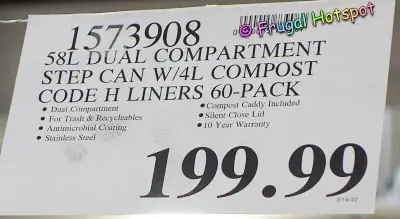 © Frugal Hotspot
1573908
58L DUAL COMPARTMENT
STEP CAN W/4L COMPOST
CODE H LINERS 60-PACK
• Dual Compartment
• For Trash & Recycleables
• Antimicrobial Coating
• Stainless Steel
• Compost Caddy Included
• Silent Close Lid
• 10 Year Warranty
199.99